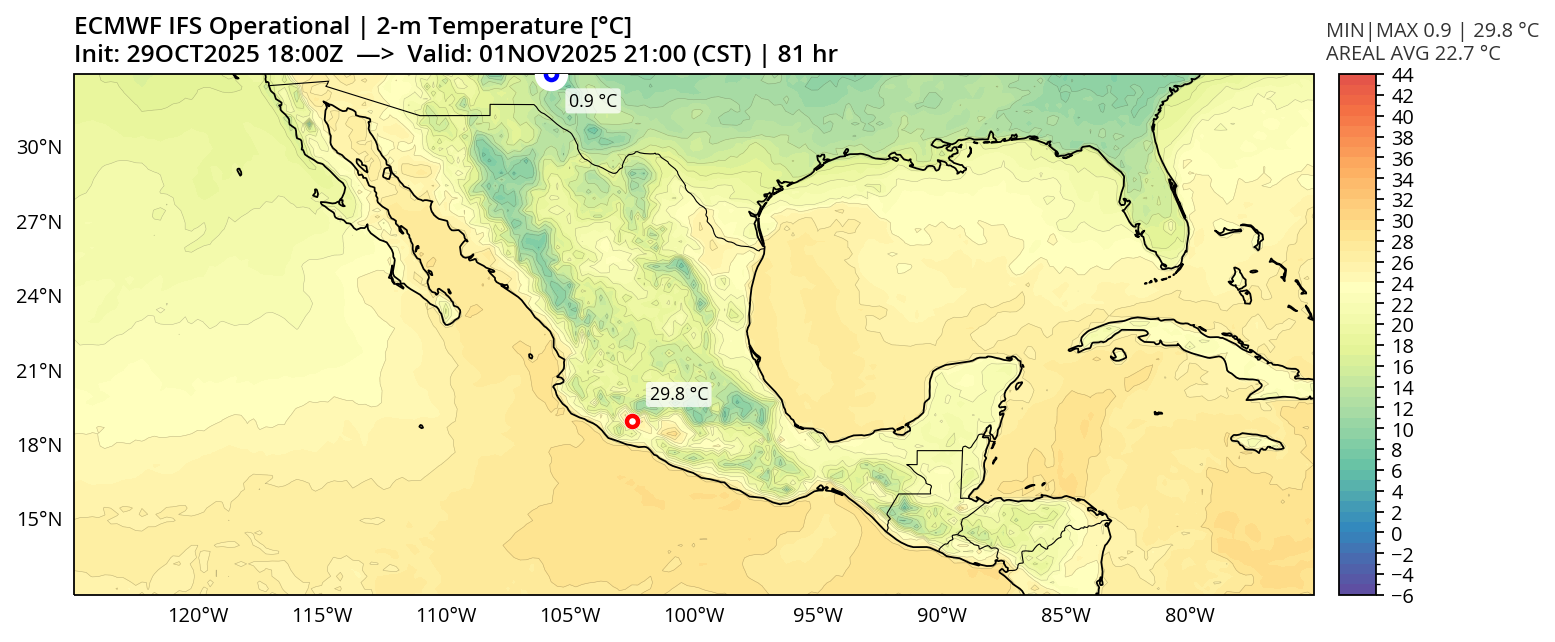 ECMWF IFS Operational | 2-m Temperature [°C]
Init: 29OCT2025 18:00Z —> Valid: 01NOV2025 21:00 (CST) | 81 hr
MIN|MAX 0.9 | 29.8 °C
AREAL AVG 22.7 °C
0.9 °C
29.8 °C
30°N
27°N
24°N
21°N
18°N
15°N
120°W
115°W
110°W
105°W
100°W
95°W
90°W
85°W
80°W
44
42
40
38
36
34
32
30
28
26
24
22
20
18
16
14
12
10
8
6
4
2
0
−2
−4
−6